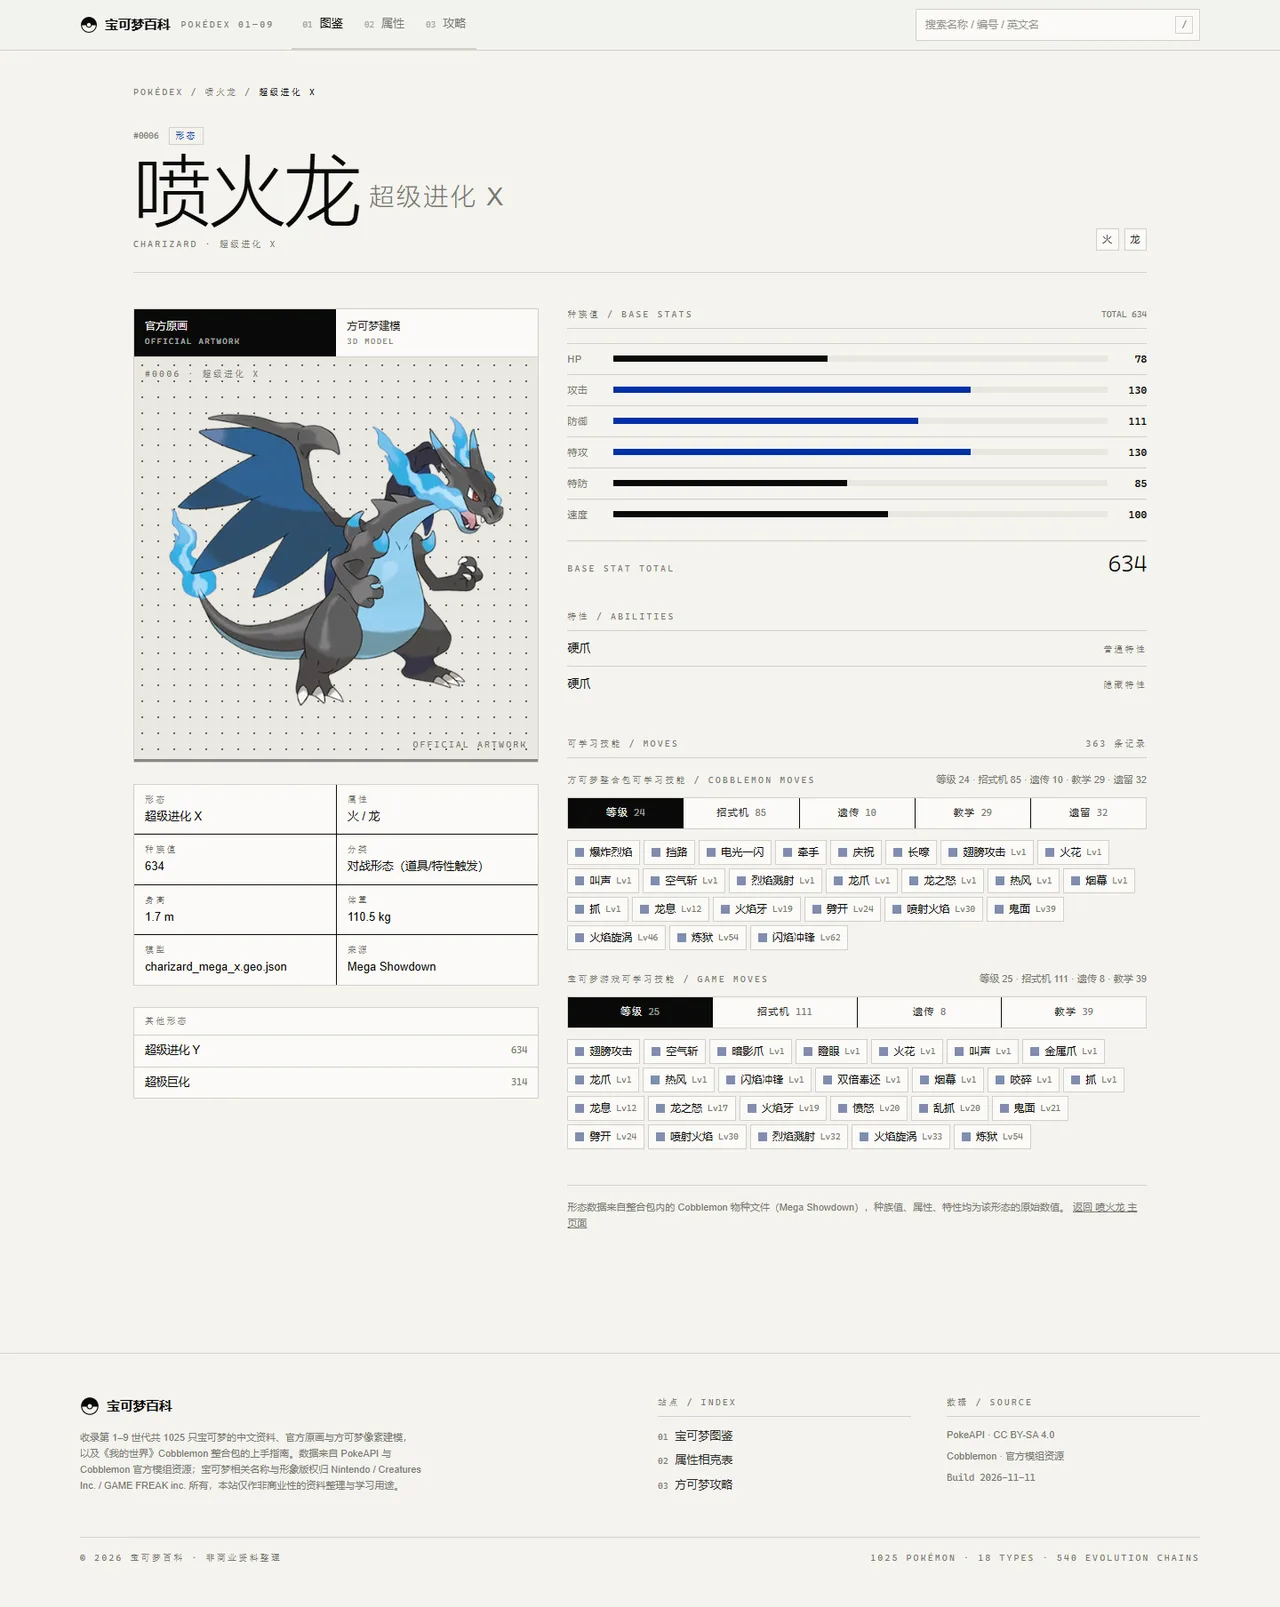 宝可梦百科 POKÉDEX 01–09 01 图鉴 02 属性 03 攻略 搜索名称 / 编号 / 英文名 /
POKÉDEX / 喷火龙 / 超级进化 X
#0006 形态
喷火龙 超级进化 X
CHARIZARD · 超级进化 X
火 龙
官方原画
OFFICIAL ARTWORK
方可梦建模
3D MODEL
#0006 · 超级进化 X
OFFICIAL ARTWORK
形态
超级进化 X
属性
火 / 龙
种族值
634
分类
对战形态（道具/特性触发）
身高
1.7 m
体重
110.5 kg
模型
charizard_mega_x.geo.json
来源
Mega Showdown
其他形态
超级进化 Y 634
超极巨化 314
种族值 / BASE STATS TOTAL 634
HP 78
攻击 130
防御 111
特攻 130
特防 85
速度 100
BASE STAT TOTAL 634
特性 / ABILITIES
硬爪 普通特性
硬爪 隐藏特性
可学习技能 / MOVES 363 条记录
方可梦整合包可学习技能 / COBBLEMON MOVES 等级 24 · 招式机 85 · 遗传 10 · 教学 29 · 遗留 32
等级 24 招式机 85 遗传 10 教学 29 遗留 32
爆炸烈焰 挡路 电光一闪 牵手 庆祝 长嚎 翅膀攻击 Lv1 火花 Lv1
叫声 Lv1 空气斩 Lv1 烈焰溅射 Lv1 龙爪 Lv1 龙之怒 Lv1 热风 Lv1 烟幕 Lv1
抓 Lv1 龙息 Lv12 火焰牙 Lv19 劈开 Lv24 喷射火焰 Lv30 鬼面 Lv39
火焰旋涡 Lv46 炼狱 Lv54 闪焰冲锋 Lv62
宝可梦游戏可学习技能 / GAME MOVES 等级 25 · 招式机 111 · 遗传 8 · 教学 39
等级 25 招式机 111 遗传 8 教学 39
翅膀攻击 空气斩 暗影爪 Lv1 瞪眼 Lv1 火花 Lv1 叫声 Lv1 金属爪 Lv1
龙爪 Lv1 热风 Lv1 闪焰冲锋 Lv1 双倍奉还 Lv1 烟幕 Lv1 咬碎 Lv1 抓 Lv1
龙息 Lv12 龙之怒 Lv17 火焰牙 Lv19 愤怒 Lv20 乱抓 Lv20 鬼面 Lv21
劈开 Lv24 喷射火焰 Lv30 烈焰溅射 Lv32 火焰旋涡 Lv33 炼狱 Lv54
形态数据来自整合包内的 Cobblemon 物种文件（Mega Showdown），种族值、属性、特性均为该形态的原始数值。 返回 喷火龙 主
页面
宝可梦百科
收录第 1–9 世代共 1025 只宝可梦的中文资料、官方原画与方可梦像素建模，
以及《我的世界》Cobblemon 整合包的上手指南。数据来自 PokeAPI 与
Cobblemon 官方模组资源；宝可梦相关名称与形象版权归 Nintendo / Creatures
Inc. / GAME FREAK inc. 所有，本站仅作非商业性的资料整理与学习用途。
站点 / INDEX
01 宝可梦图鉴
02 属性相克表
03 方可梦攻略
数据 / SOURCE
PokeAPI · CC BY-SA 4.0
Cobblemon · 官方模组资源
Build 2026-11-11
© 2026 宝可梦百科 · 非商业资料整理 1025 POKÉMON · 18 TYPES · 540 EVOLUTION CHAINS